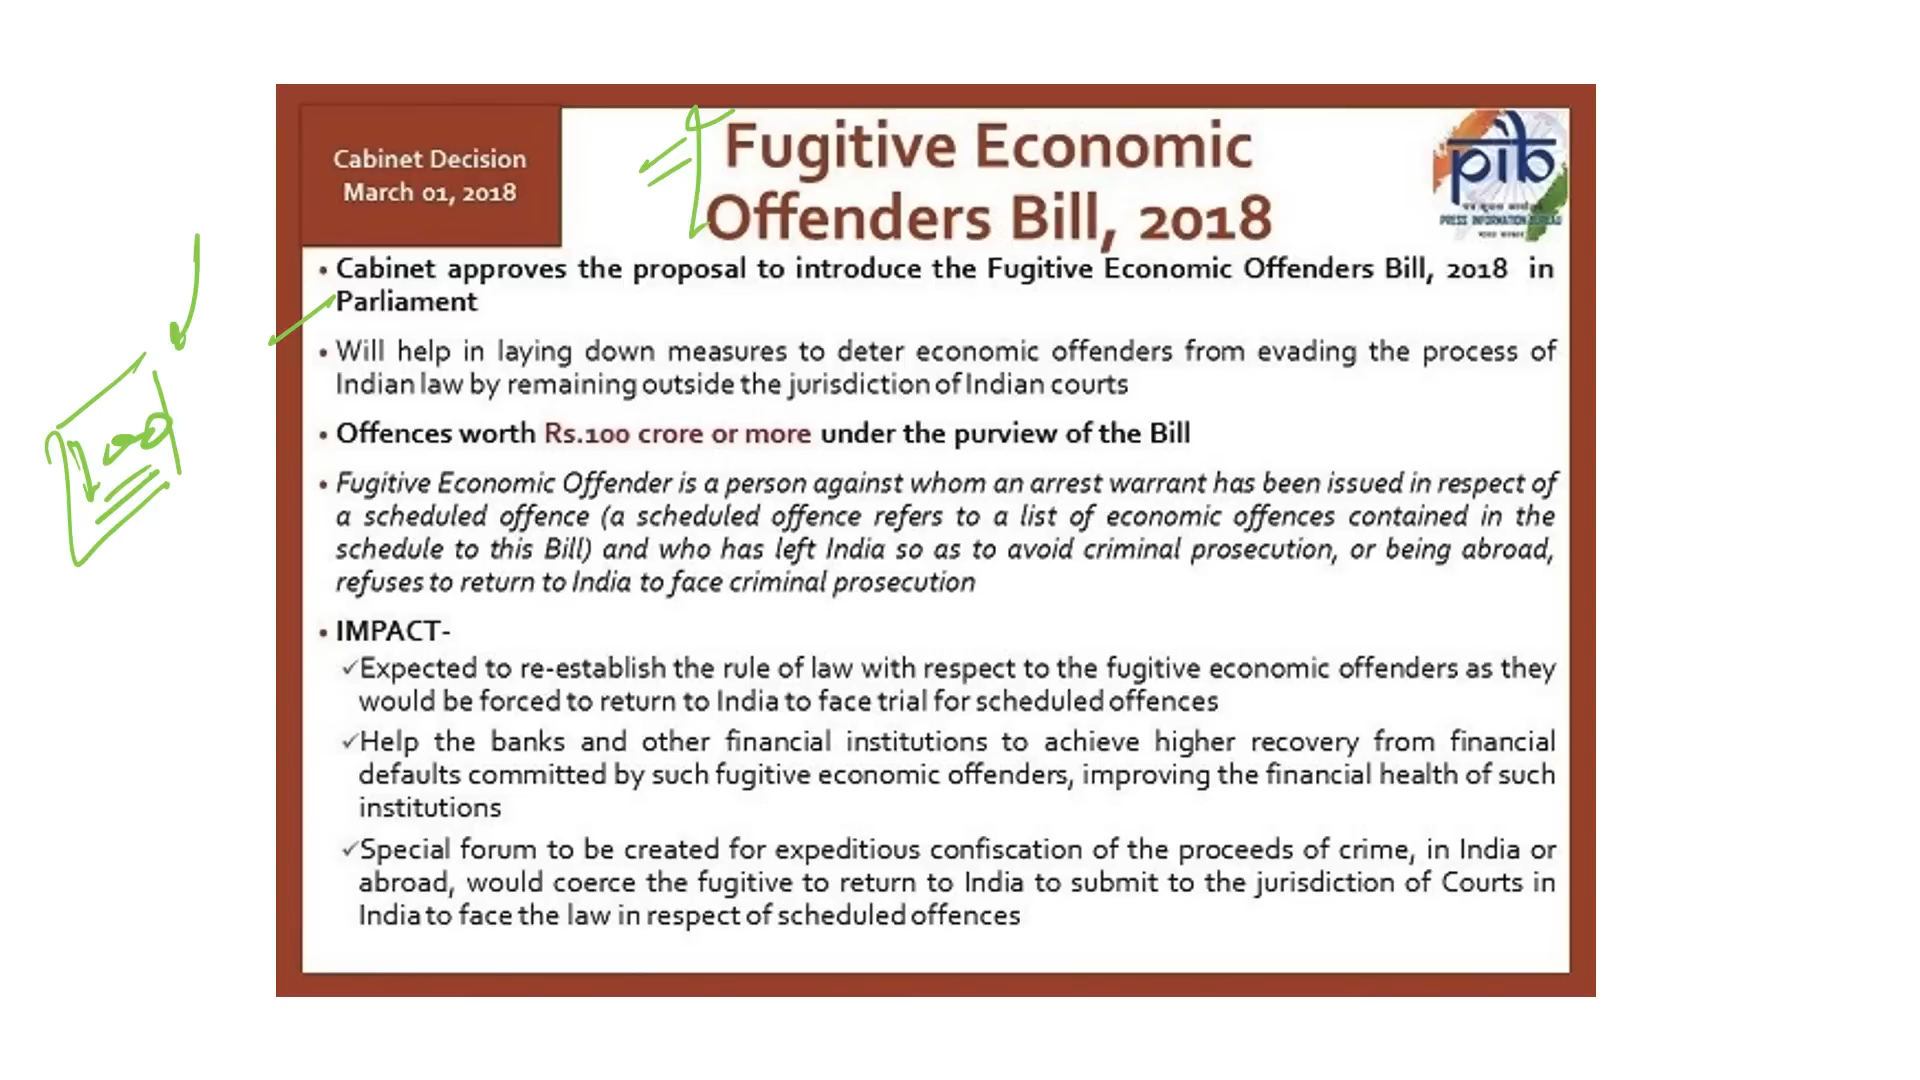 Cabinet Decision
March 01, 2018
Fugitive Economic
Offenders Bill, 2018
pib
PRESS INFORMATION BUREAU
भारत सरकार
• Cabinet approves the proposal to introduce the Fugitive Economic Offenders Bill, 2018 in
Parliament
• Will help in laying down measures to deter economic offenders from evading the process of
Indian law by remaining outside the jurisdiction of Indian courts
• Offences worth Rs.100 crore or more under the purview of the Bill
• Fugitive Economic Offender is a person against whom an arrest warrant has been issued in respect of
a scheduled offence (a scheduled offence refers to a list of economic offences contained in the
schedule to this Bill) and who has left India so as to avoid criminal prosecution, or being abroad,
refuses to return to India to face criminal prosecution
• IMPACT-
✓Expected to re-establish the rule of law with respect to the fugitive economic offenders as they
would be forced to return to India to face trial for scheduled offences
✓Help the banks and other financial institutions to achieve higher recovery from financial
defaults committed by such fugitive economic offenders, improving the financial health of such
institutions
✓Special forum to be created for expeditious confiscation of the proceeds of crime, in India or
abroad, would coerce the fugitive to return to India to submit to the jurisdiction of Courts in
India to face the law in respect of scheduled offences